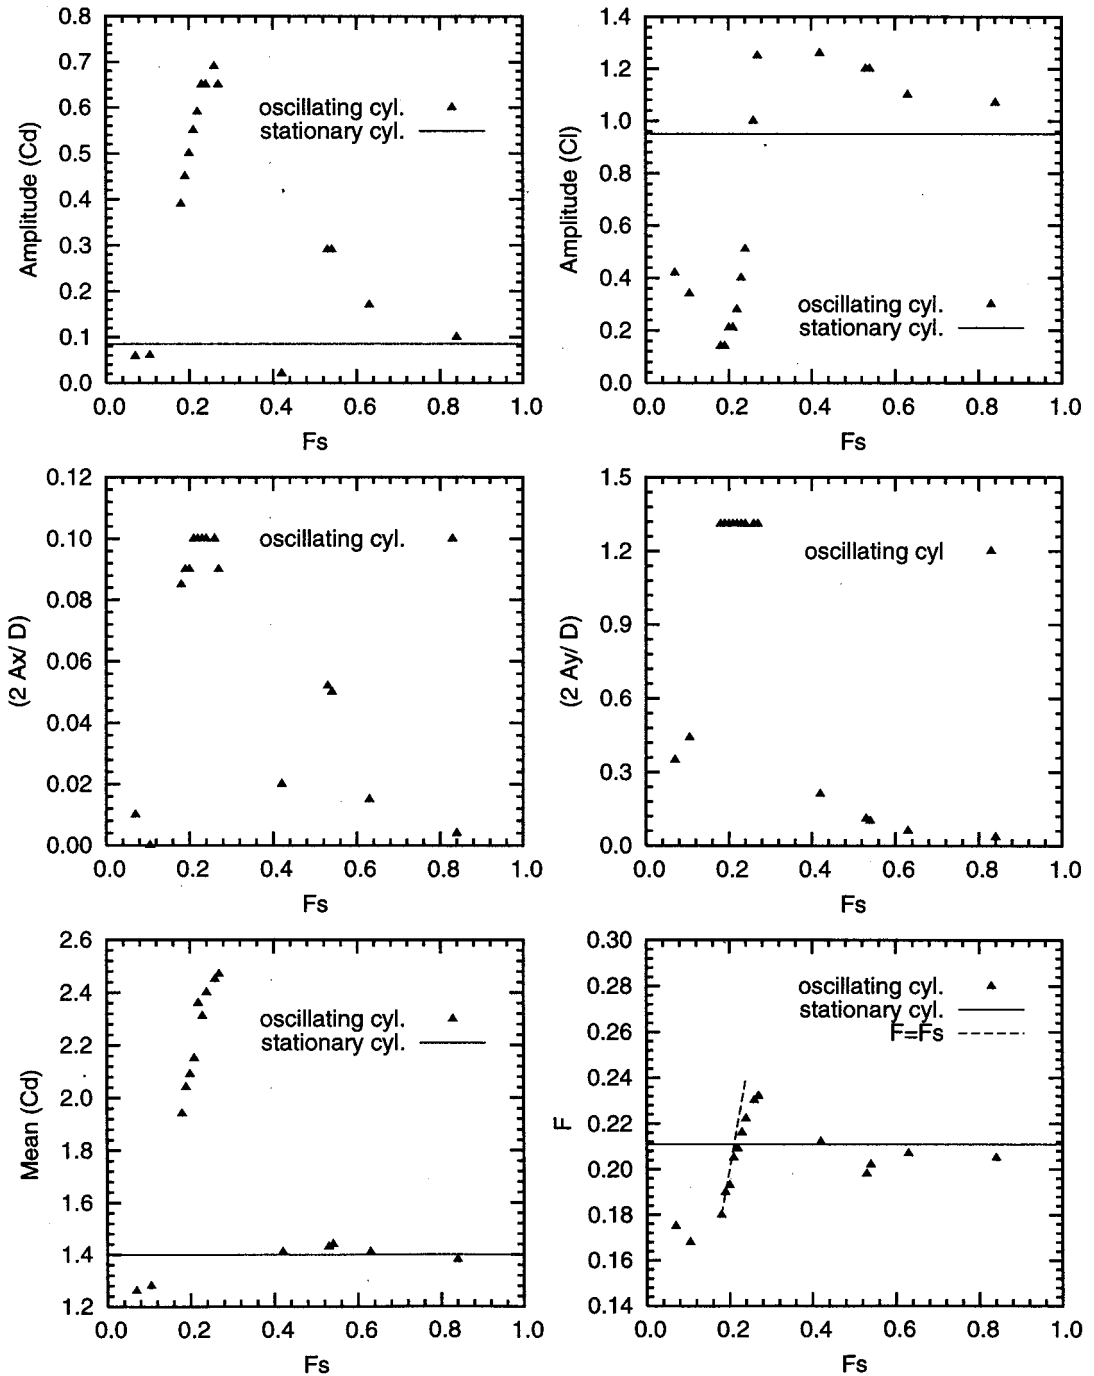 0.8
0.7
0.6
0.5
0.4
0.3
0.2
0.1
0.0
Amplitude (Cd)
oscillating cyl.
stationary cyl.
0.0 0.2 0.4 0.6 0.8 1.0
Fs
1.4
1.2
1.0
0.8
0.6
0.4
0.2
0.0
Amplitude (Cl)
oscillating cyl.
stationary cyl.
0.0 0.2 0.4 0.6 0.8 1.0
Fs
0.12
0.10
0.08
0.06
0.04
0.02
0.00
(2 Ax/ D)
oscillating cyl.
0.0 0.2 0.4 0.6 0.8 1.0
Fs
1.5
1.2
0.9
0.6
0.3
0.0
(2 Ay/ D)
oscillating cyl
0.0 0.2 0.4 0.6 0.8 1.0
Fs
2.6
2.4
2.2
2.0
1.8
1.6
1.4
1.2
Mean (Cd)
oscillating cyl.
stationary cyl.
0.0 0.2 0.4 0.6 0.8 1.0
Fs
0.30
0.28
0.26
0.24
0.22
0.20
0.18
0.16
0.14
F
oscillating cyl.
stationary cyl.
F=Fs
0.0 0.2 0.4 0.6 0.8 1.0
Fs